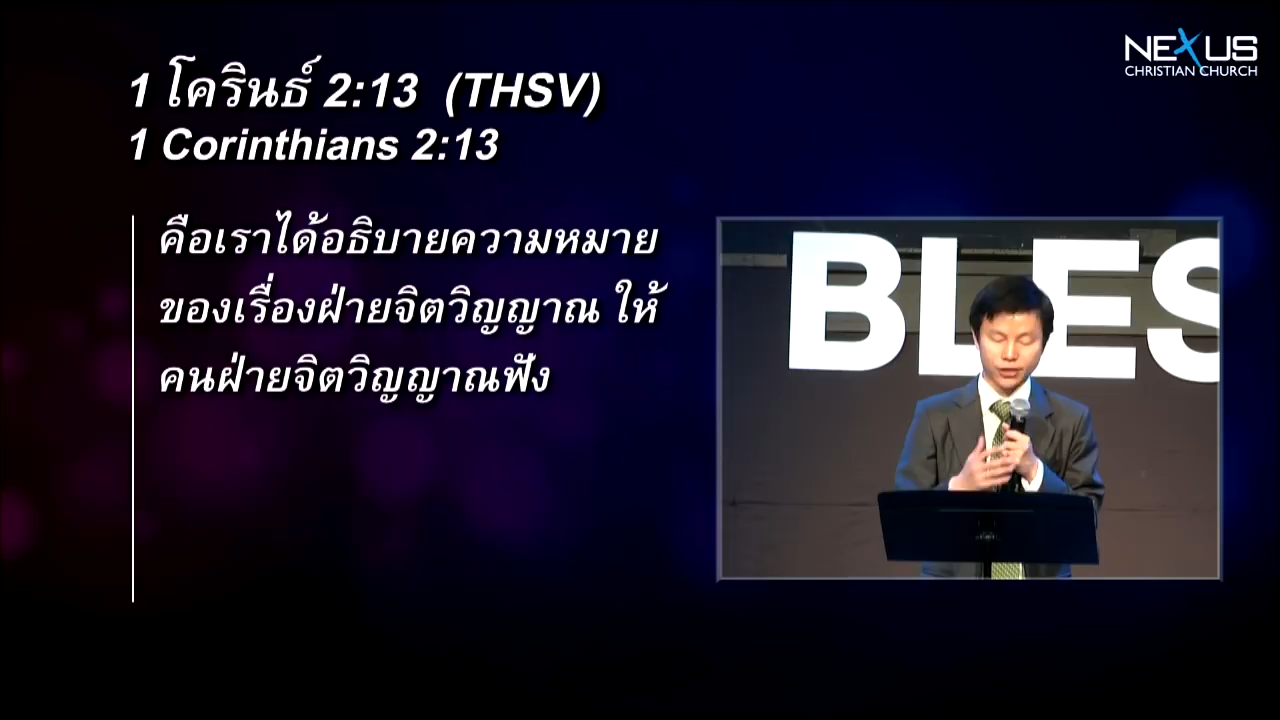 NEXUS
CHRISTIAN CHURCH
1 โครินธ์ 2:13 (THSV)
1 Corinthians 2:13
คือเราได้อธิบายความหมาย
ของเรื่องฝ่ายจิตวิญญาณ ให้
คนฝ่ายจิตวิญญาณฟัง
BLES